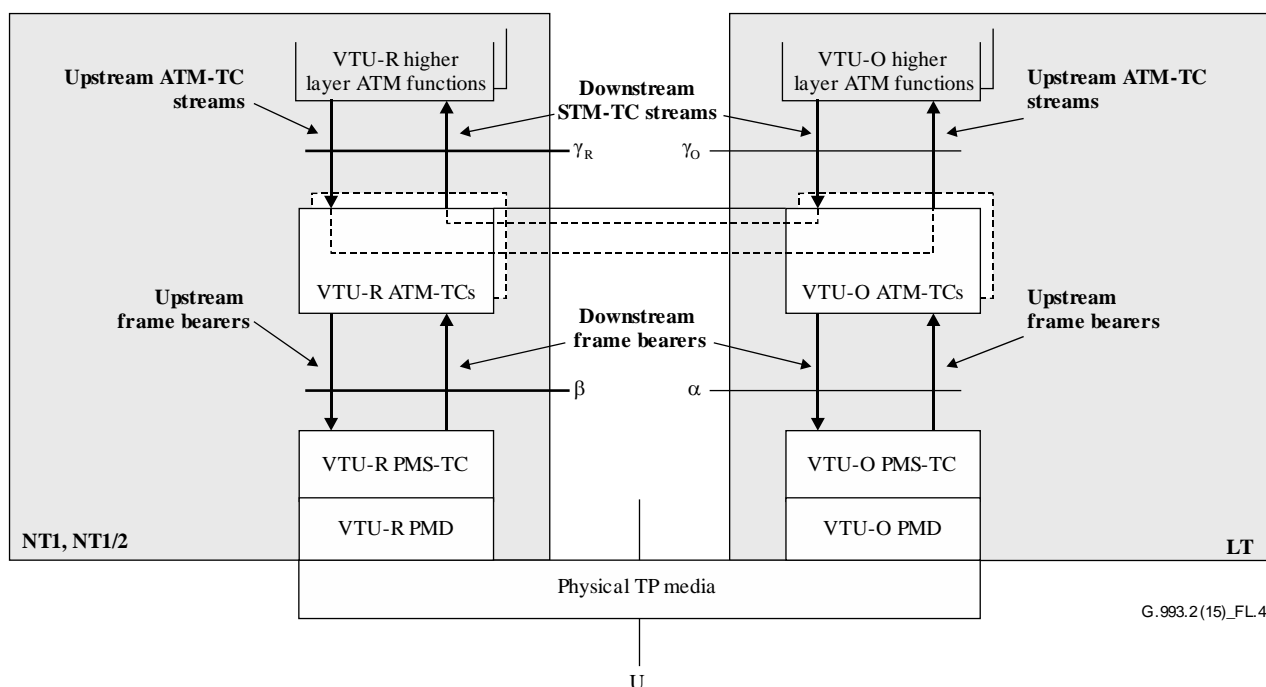 VTU-R higher
layer ATM functions
VTU-O higher
layer ATM functions
Upstream ATM-TC
streams
Downstream
STM-TC streams
Upstream ATM-TC
streams
γR
γO
VTU-R ATM-TCs
VTU-O ATM-TCs
Upstream
frame bearers
Downstream
frame bearers
Upstream
frame bearers
β
α
VTU-R PMS-TC
VTU-O PMS-TC
VTU-R PMD
VTU-O PMD
NT1, NT1/2
LT
Physical TP media
G.993.2(15)_FL.4
U